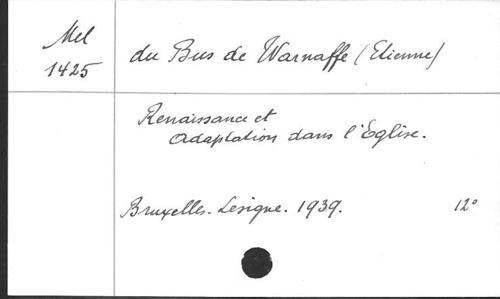 Mel
1425
du Bus de Warnaffe (Etienne)
Renaissance et
Adaptation dans l'Eglise.
Bruxelles. Lesigne. 1939. 12°